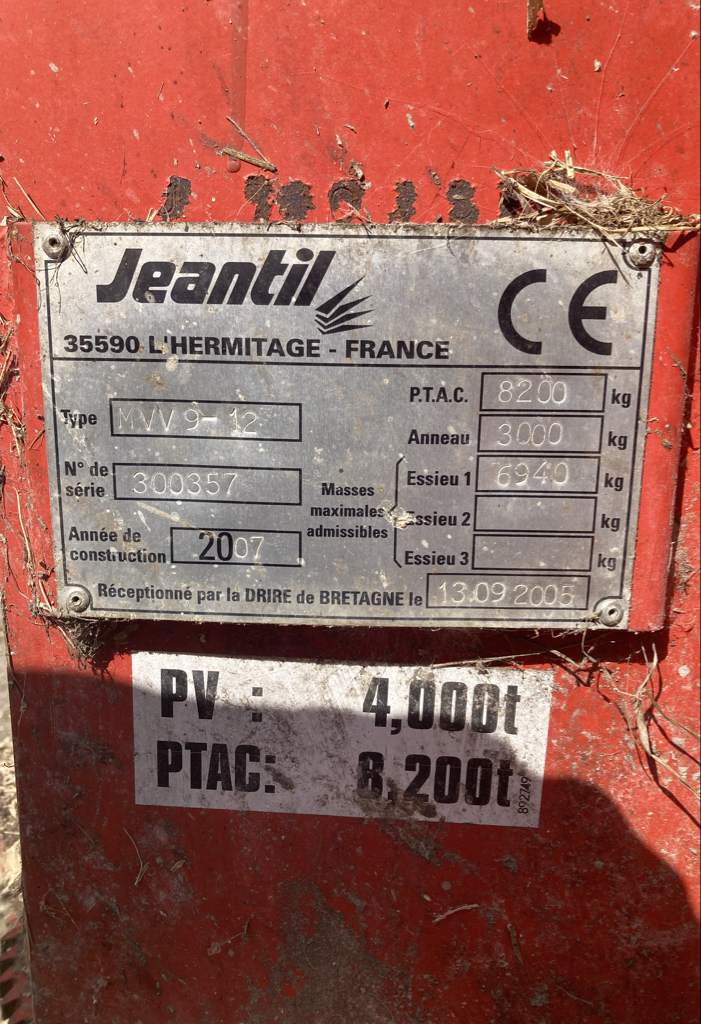 Jeantil
CE
35590 L'HERMITAGE - FRANCE
Type MVV 9-12
N° de série 300357
Année de construction 2007
Masses maximales admissibles
P.T.A.C. 8200 kg
Anneau 3000 kg
Essieu 1 6940 kg
Essieu 2 kg
Essieu 3 kg
Réceptionné par la DRIRE de BRETAGNE le 13.09 2005
PV : 4,000t
PTAC: 8,200t
892749